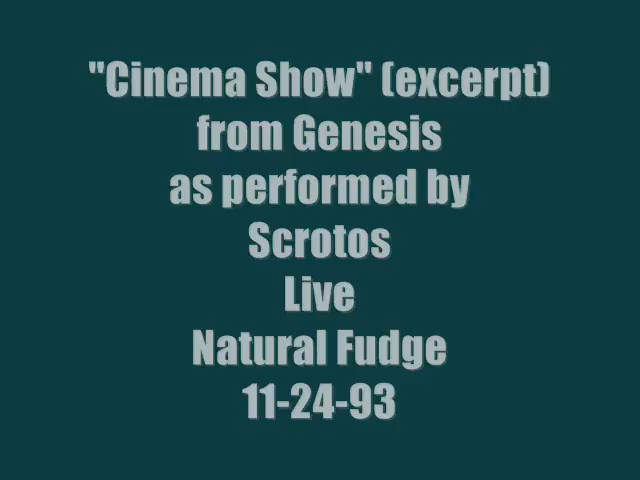 "Cinema Show" (excerpt)
from Genesis
as performed by
Scrotos
Live
Natural Fudge
11-24-93